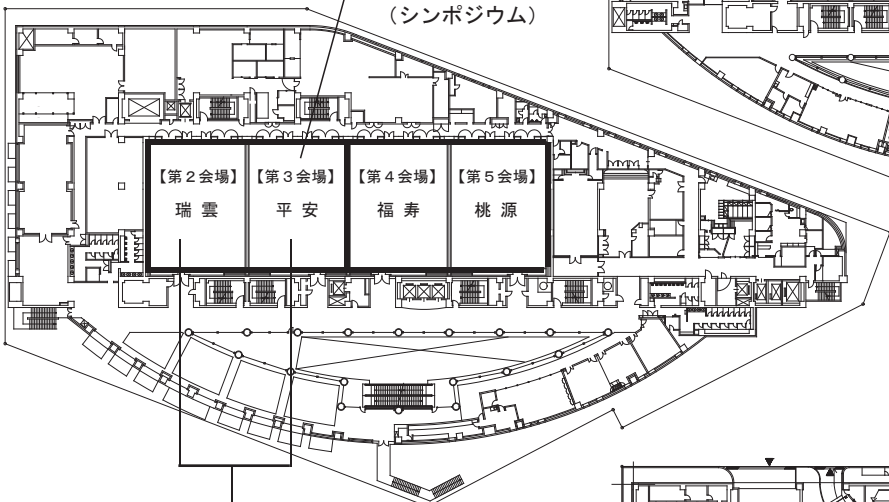 （シンポジウム）
【第２会場】
瑞雲
【第３会場】
平安
【第４会場】
福寿
【第５会場】
桃源